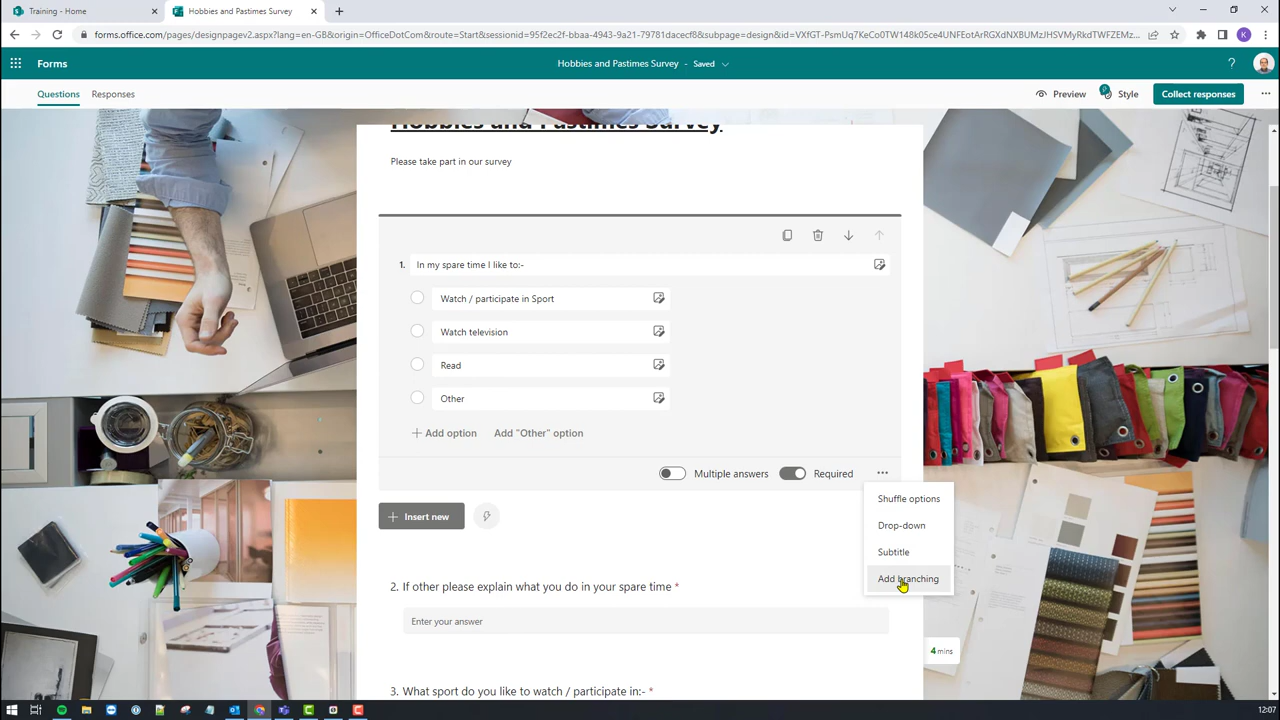 Training - Home
Hobbies and Pastimes Survey
forms.office.com/pages/designpagev2.aspx?lang=en-GB&origin=OfficeDotCom&route=Start&sessionid=95f2ec2f-bbaa-4943-9a21-79781dacecf8&subpage=design&id=VXfGT-PsmUq7KeCo0TW148k05ce4UNFEotArRGXdNXBUMzJHSVMyRkdTWFZEMz...
K
Forms
Hobbies and Pastimes Survey - Saved
?
Questions
Responses
Preview
Style
Collect responses
Hobbies and Pastimes Survey
Please take part in our survey
1. In my spare time I like to:-
Watch / participate in Sport
Watch television
Read
Other
Add option
Add "Other" option
Multiple answers
Required
Shuffle options
Drop-down
Subtitle
Add branching
Insert new
2. If other please explain what you do in your spare time *
Enter your answer
4 mins
3. What sport do you like to watch / participate in:- *
12:07